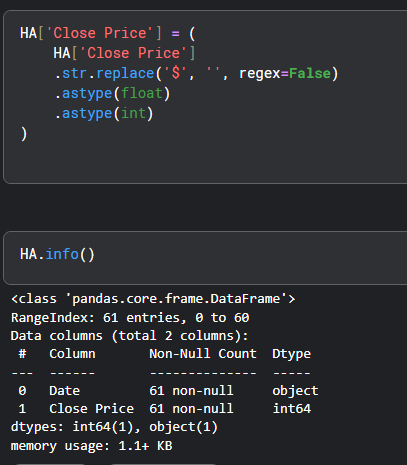 HA['Close Price'] = (
    HA['Close Price']
    .str.replace('$', '', regex=False)
    .astype(float)
    .astype(int)
)
HA.info()
<class 'pandas.core.frame.DataFrame'>
RangeIndex: 61 entries, 0 to 60
Data columns (total 2 columns):
 #   Column       Non-Null Count  Dtype
---  ------       --------------  -----
 0   Date         61 non-null     object
 1   Close Price  61 non-null     int64
dtypes: int64(1), object(1)
memory usage: 1.1+ KB